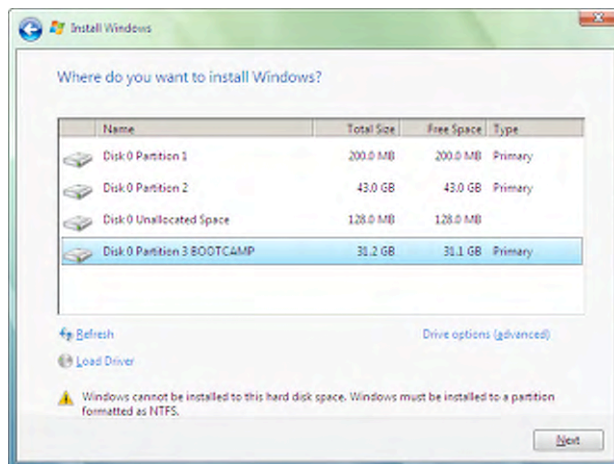 Install Windows
Where do you want to install Windows?
Name Total Size Free Space Type
Disk 0 Partition 1 200.0 MB 200.0 MB Primary
Disk 0 Partition 2 43.0 GB 43.0 GB Primary
Disk 0 Unallocated Space 128.0 MB 128.0 MB
Disk 0 Partition 3 BOOTCAMP 31.2 GB 31.1 GB Primary
Refresh Drive options (advanced)
Load Driver
Windows cannot be installed to this hard disk space. Windows must be installed to a partition
formatted as NTFS.
Next